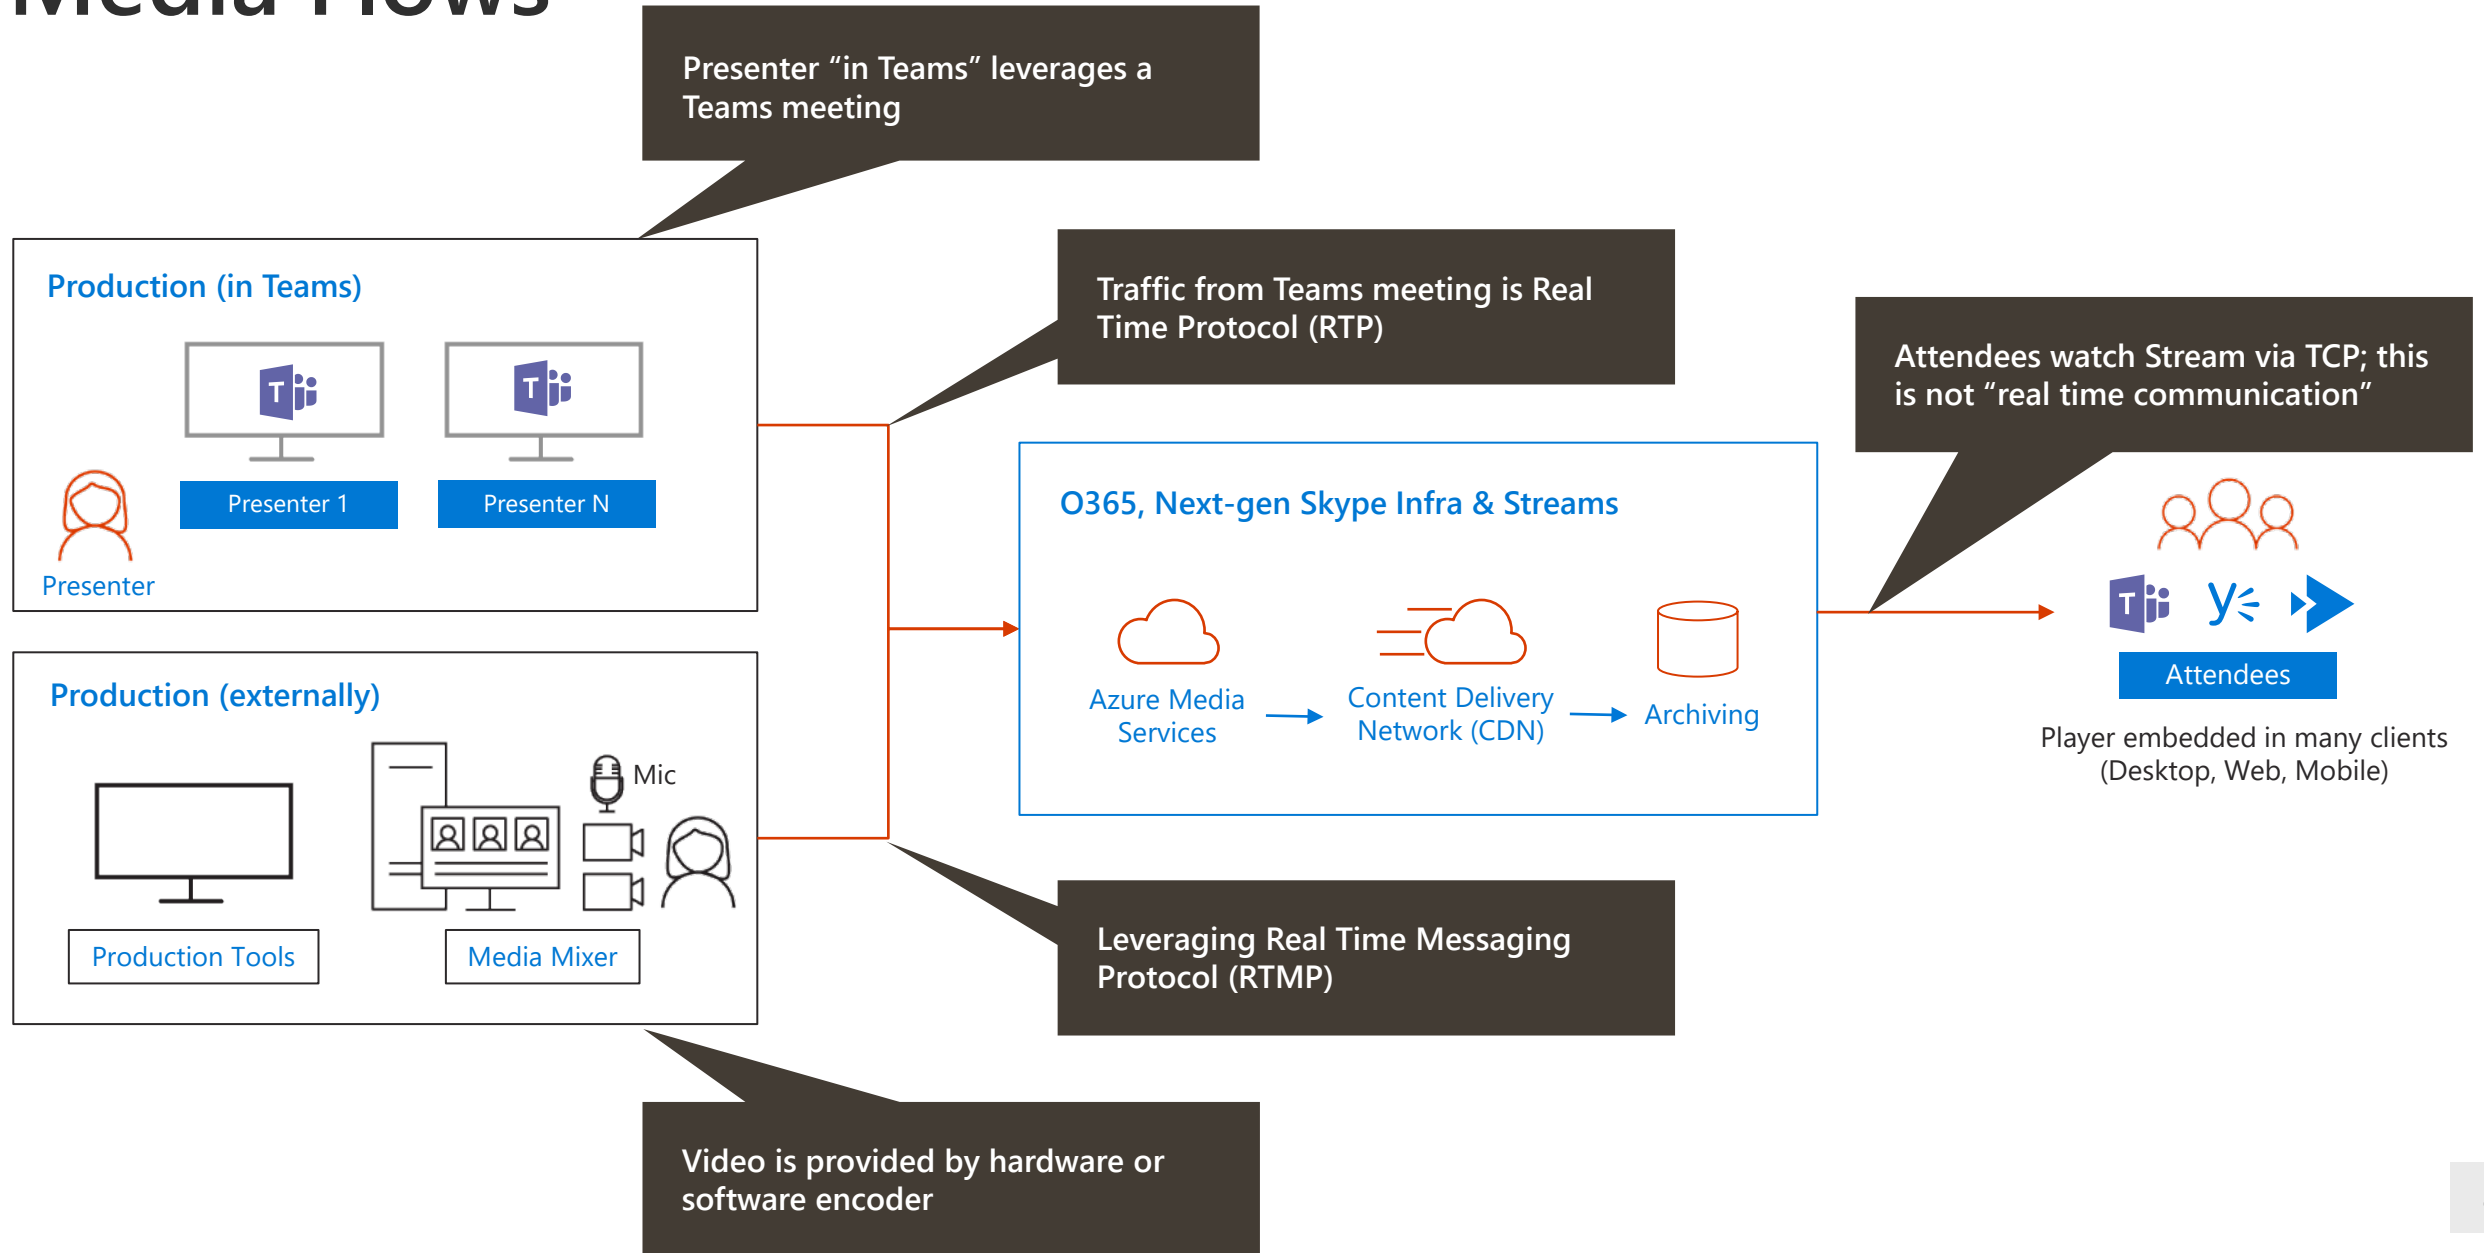 Media Flows
Presenter “in Teams” leverages a
Teams meeting
Production (in Teams)
Presenter 1
Presenter N
Presenter
Traffic from Teams meeting is Real
Time Protocol (RTP)
Attendees watch Stream via TCP; this
is not “real time communication”
O365, Next-gen Skype Infra & Streams
Azure Media
Services
Content Delivery
Network (CDN)
Archiving
Attendees
Player embedded in many clients
(Desktop, Web, Mobile)
Production (externally)
Mic
Production Tools
Media Mixer
Leveraging Real Time Messaging
Protocol (RTMP)
Video is provided by hardware or
software encoder